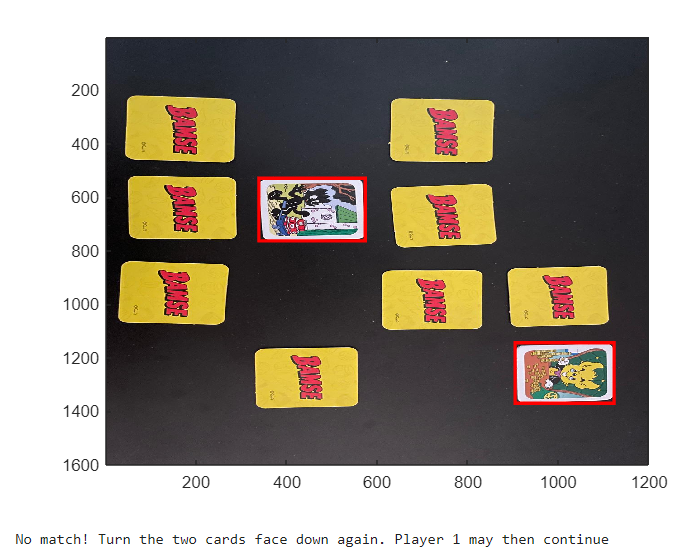 200
400
600
800
1000
1200
1400
1600
BAMSE
BAMSE
BAMSE
BAMSE
BAMSE
BAMSE
BAMSE
BAMSE
200 400 600 800 1000 1200
No match! Turn the two cards face down again. Player 1 may then continue